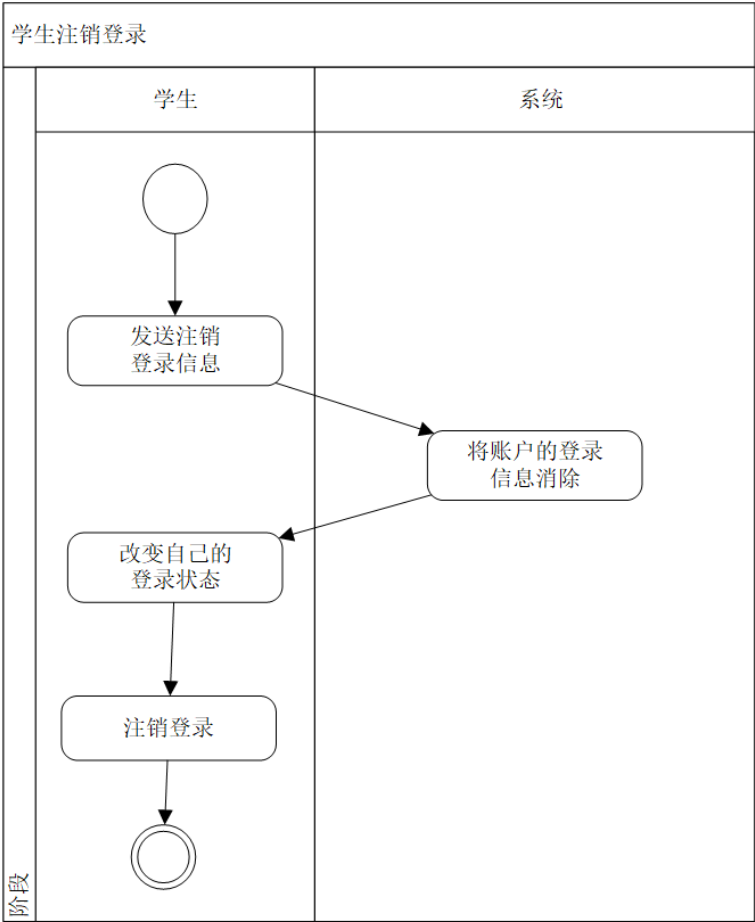 学生注销登录
学生
系统
发送注销
登录信息
将账户的登录
信息消除
改变自己的
登录状态
注销登录
阶段